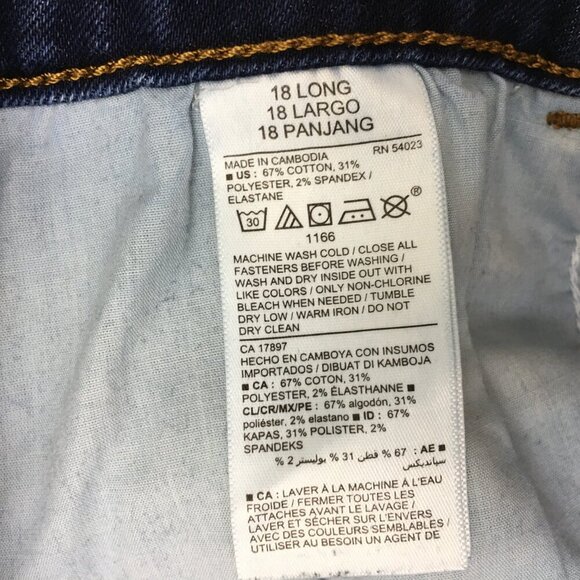 18 LONG
18 LARGO
18 PANJANG
MADE IN CAMBODIA RN 54023
■ US : 67% COTTON, 31%
POLYESTER, 2% SPANDEX /
ELASTANE
30 ®
1166
MACHINE WASH COLD / CLOSE ALL
FASTENERS BEFORE WASHING /
WASH AND DRY INSIDE OUT WITH
LIKE COLORS / ONLY NON-CHLORINE
BLEACH WHEN NEEDED / TUMBLE
DRY LOW / WARM IRON / DO NOT
DRY CLEAN
CA 17897
HECHO EN CAMBOYA CON INSUMOS
IMPORTADOS / DIBUAT DI KAMBOJA
■ CA : 67% COTON, 31%
POLYESTER, 2% ÉLASTHANNE ■
CL/CR/MX/PE: 67% algodón, 31%
poliéster, 2% elastano ■ ID : 67%
KAPAS, 31% POLISTER, 2%
SPANDEKS
■ AE : 67 % قطن 31 % بوليستر 2 %
سباندیکس
■ CA : LAVER À LA MACHINE À L'EAU
FROIDE / FERMER TOUTES LES
ATTACHES AVANT LE LAVAGE /
LAVER ET SÉCHER SUR L'ENVERS
AVEC DES COULEURS SEMBLABLES /
AU BESOIN, UTILISER UN AGENT DE